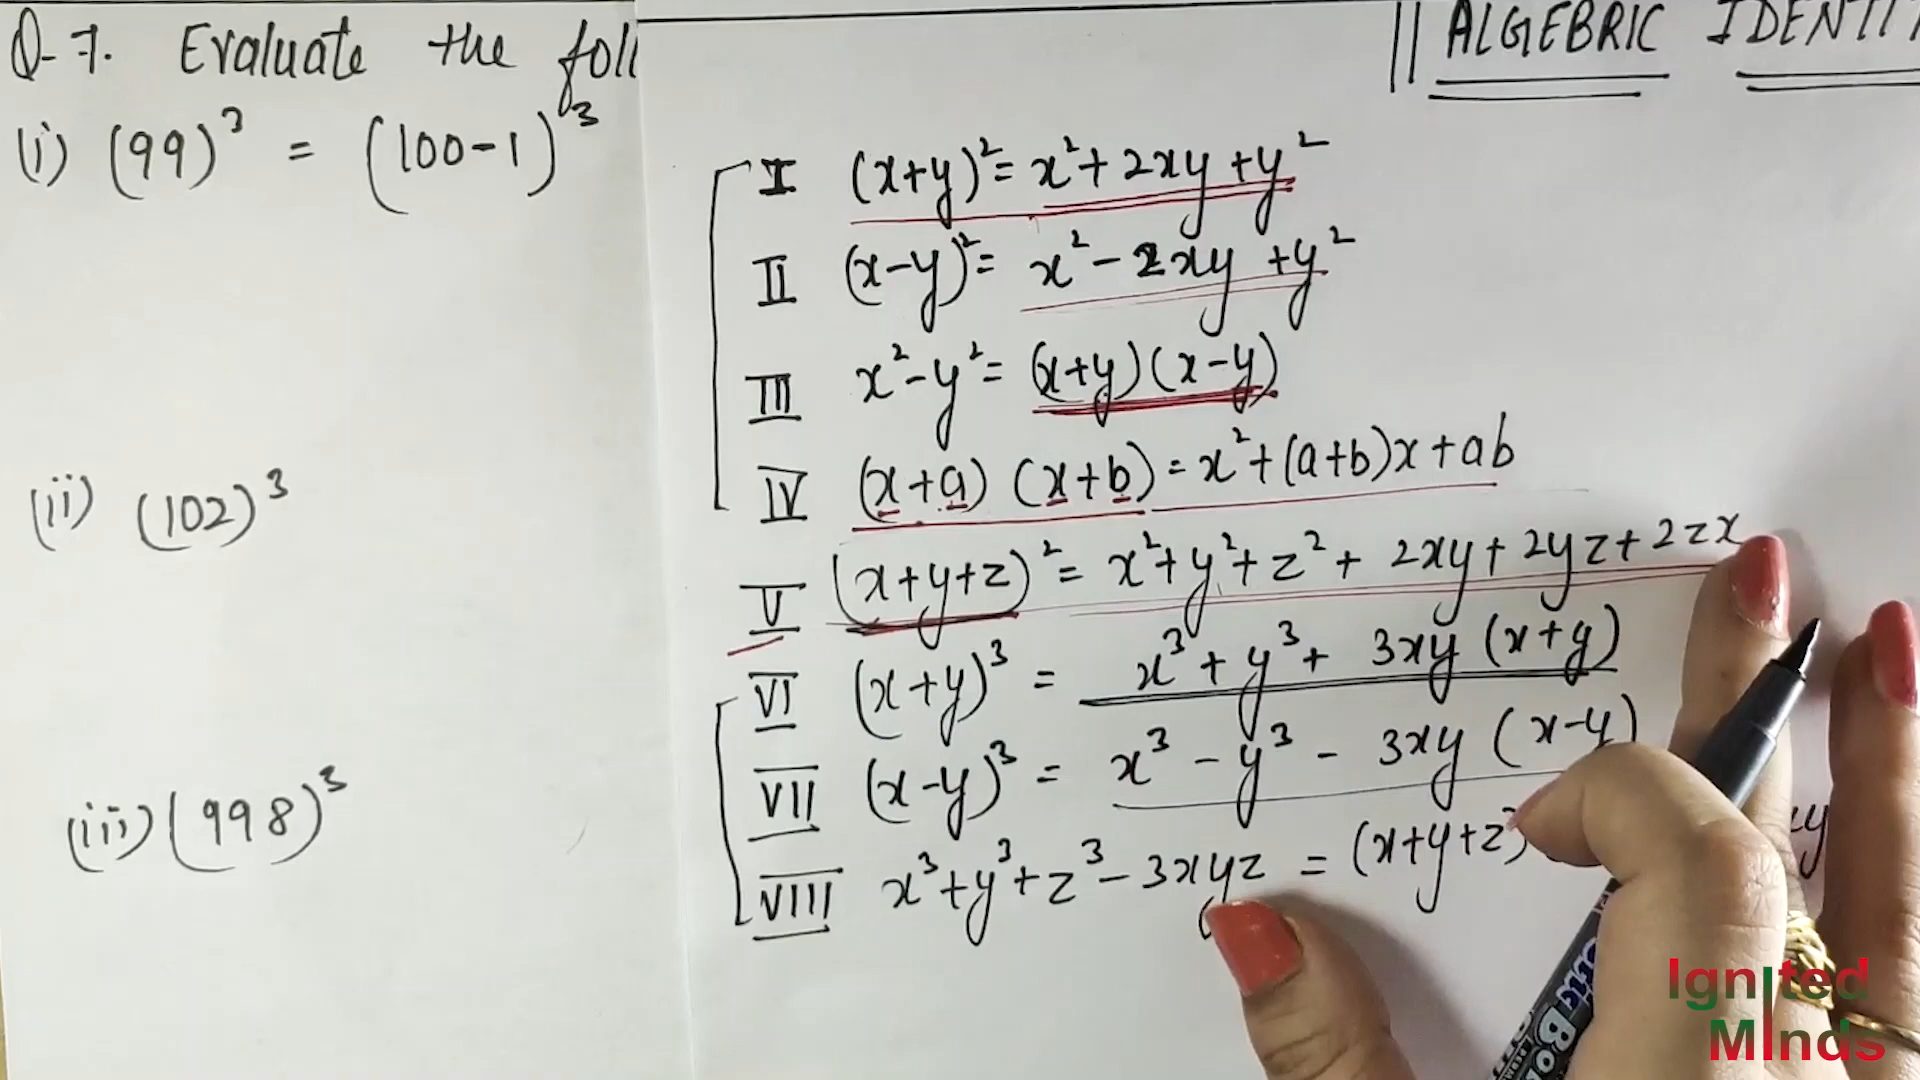 Q-7. Evaluate the foll
(i) (99)³ = (100-1)³
(ii) (102)³
(iii) (998)³
|| ALGEBRIC IDENTIT
I (x+y)² = x² + 2xy + y²
II (x-y)² = x² - 2xy + y²
III x² - y² = (x+y)(x-y)
IV (x+a) (x+b) = x² + (a+b)x + ab
V (x+y+z)² = x² + y² + z² + 2xy + 2yz + 2zx
VI (x+y)³ = x³ + y³ + 3xy (x+y)
VII (x-y)³ = x³ - y³ - 3xy (x-y)
VIII x³ + y³ + z³ - 3xyz = (x+y+z)
Ignited
Minds